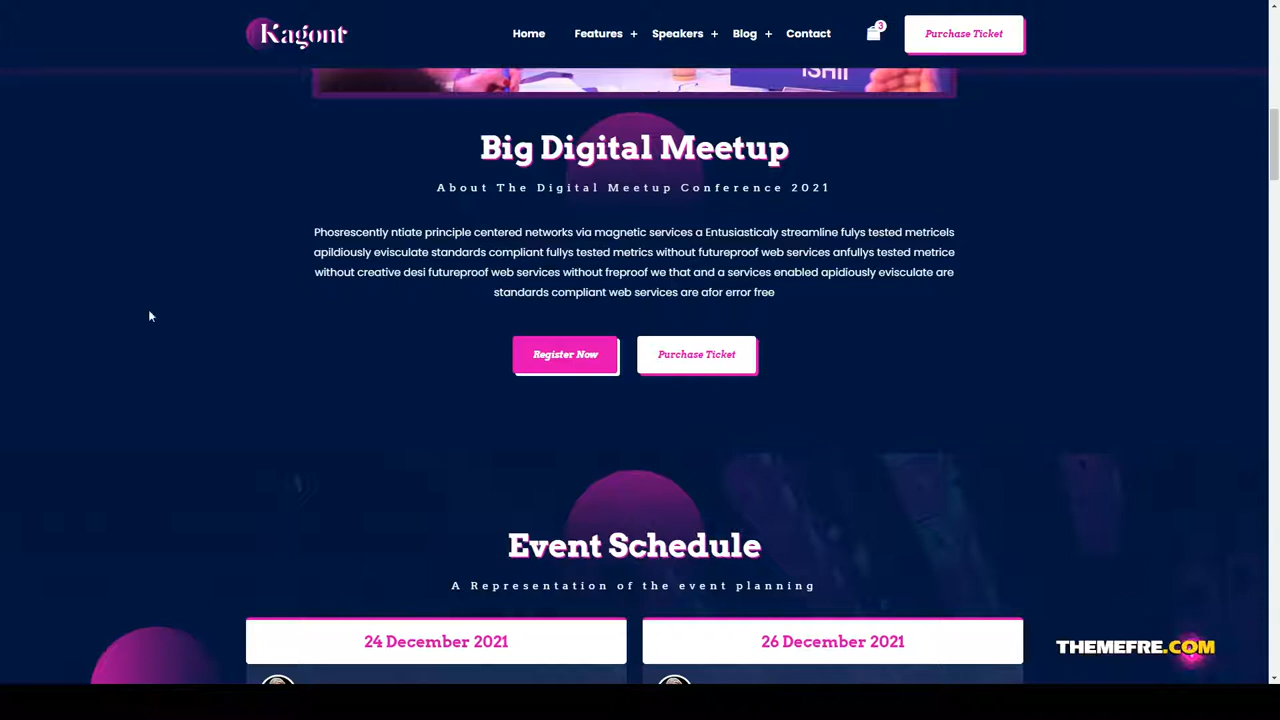 Kagont
Home Features + Speakers + Blog + Contact 3 Purchase Ticket
ISHII
Big Digital Meetup
About The Digital Meetup Conference 2021
Phosrescently ntiate principle centered networks via magnetic services a Entusiasticaly streamline fulys tested metricels
apildiously evisculate standards compliant fullys tested metrics without futureproof web services anfullys tested metrice
without creative desi futureproof web services without freproof we that and a services enabled apidiously evisculate are
standards compliant web services are afor error free
Register Now Purchase Ticket
Event Schedule
A Representation of the event planning
24 December 2021 26 December 2021
THEMEFRE.COM